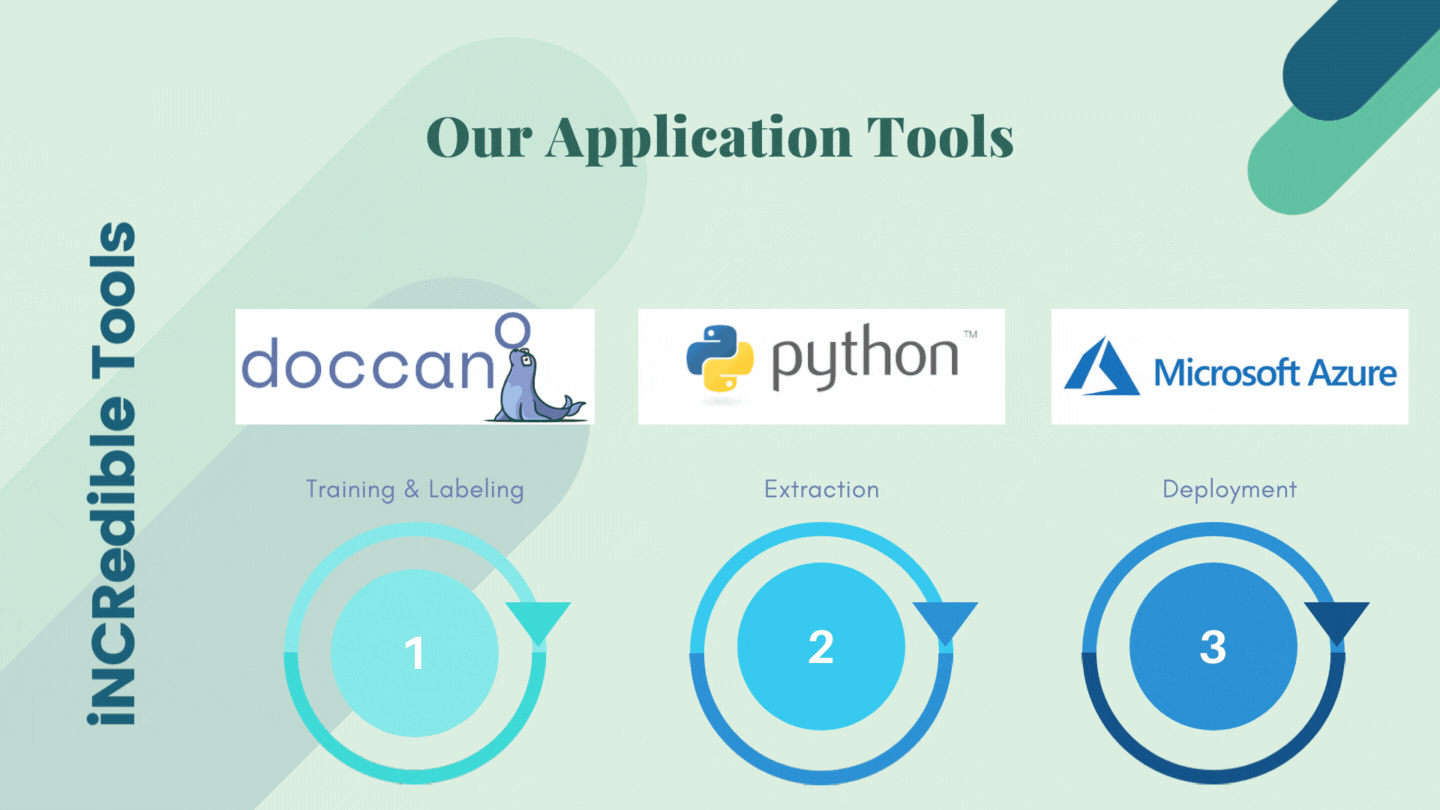 Our Application Tools
iNCRedible Tools
doccano
python™
Microsoft Azure
Training & Labeling
Extraction
Deployment
1
2
3